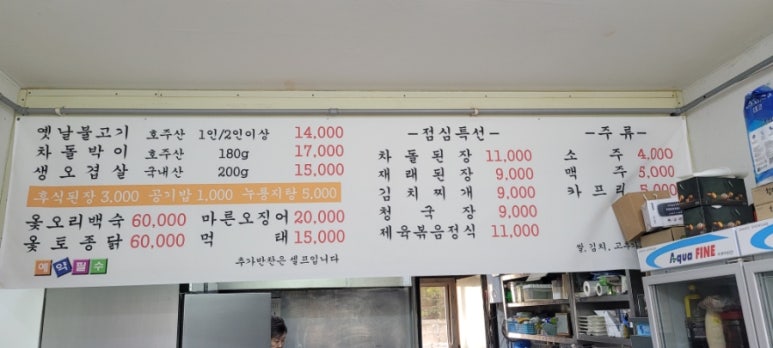 옛날불고기 호주산 1인/2인이상 14,000
차돌박이 호주산 180g 17,000
생오겹살 국내산 200g 15,000
후식된장 3,000 공기밥 1,000 누룽지탕 5,000
옻오리백숙 60,000 마른오징어 20,000
옻토종닭 60,000 먹태 15,000
예약필수
추가반찬은 셀프입니다
-점심특선-
차돌된장 11,000
재래된장 9,000
김치찌개 9,000
청국장 9,000
제육볶음정식 11,000
-주류-
소주 4,000
맥주 5,000
카프리 5,000
쌀,김치,
Aqua FINE